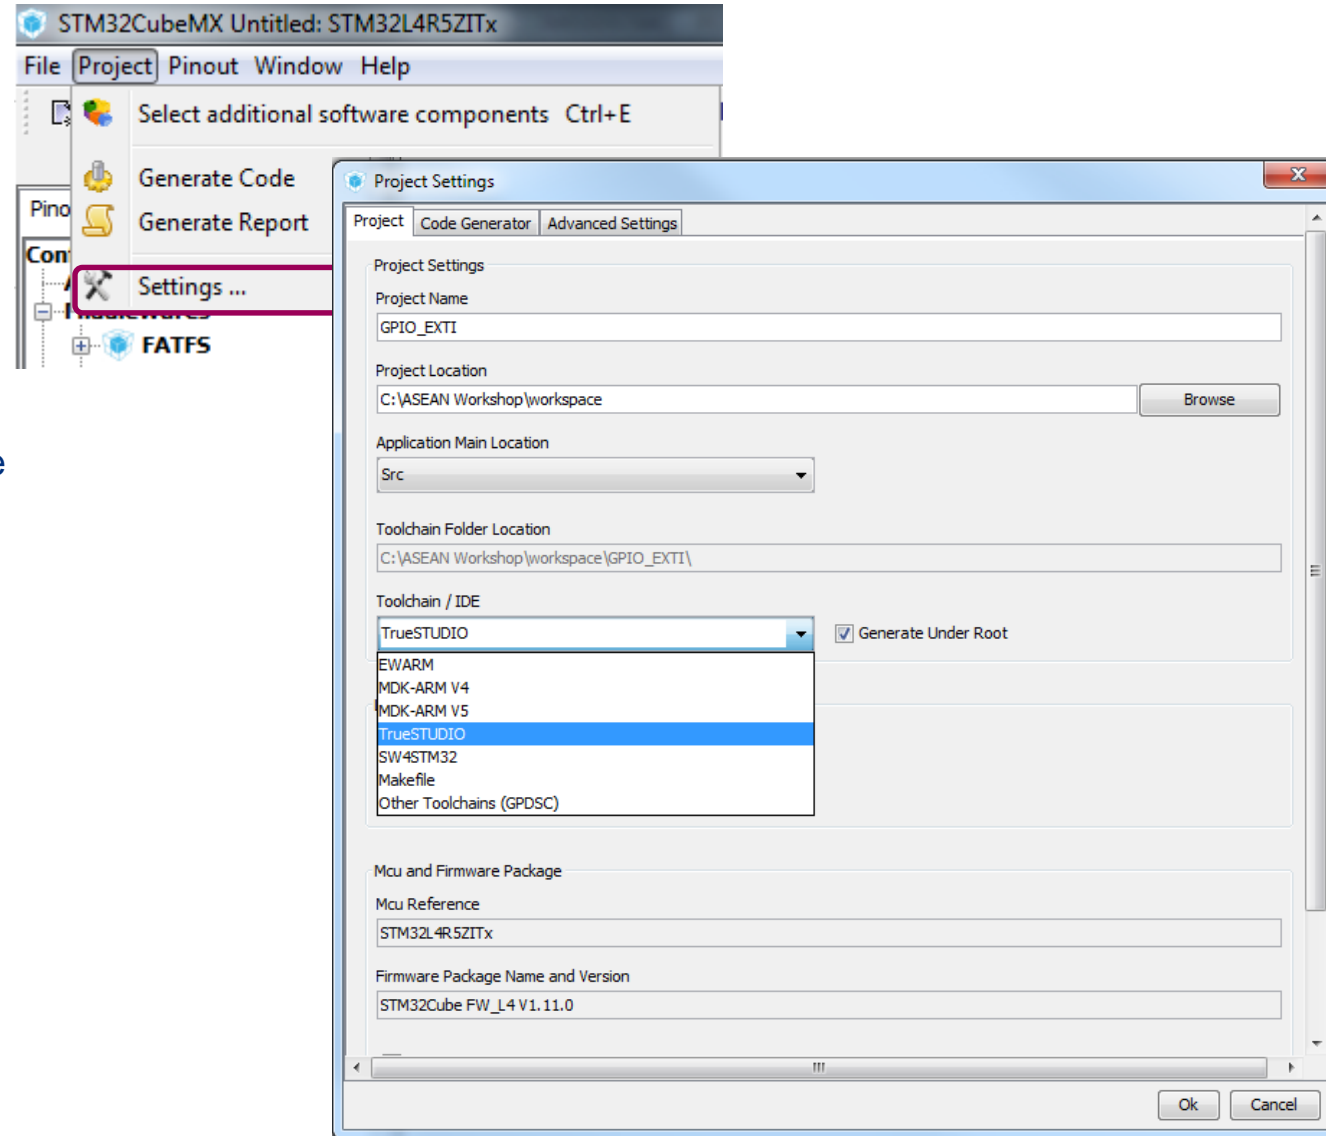 STM32CubeMX Untitled: STM32L4R5ZITx
File Project Pinout Window Help
Select additional software components Ctrl+E
Generate Code
Generate Report
Settings ...
FATFS
e
Project Settings
Project Code Generator Advanced Settings
Project Settings
Project Name
GPIO_EXTI
Project Location
C:\ASEAN Workshop\workspace
Browse
Application Main Location
Src
Toolchain Folder Location
C:\ASEAN Workshop\workspace\GPIO_EXTI\
Toolchain / IDE
TrueSTUDIO
Generate Under Root
EWARM
MDK-ARM V4
MDK-ARM V5
TrueSTUDIO
SW4STM32
Makefile
Other Toolchains (GPDSC)
Mcu and Firmware Package
Mcu Reference
STM32L4R5ZITx
Firmware Package Name and Version
STM32Cube FW_L4 V1.11.0
Ok Cancel